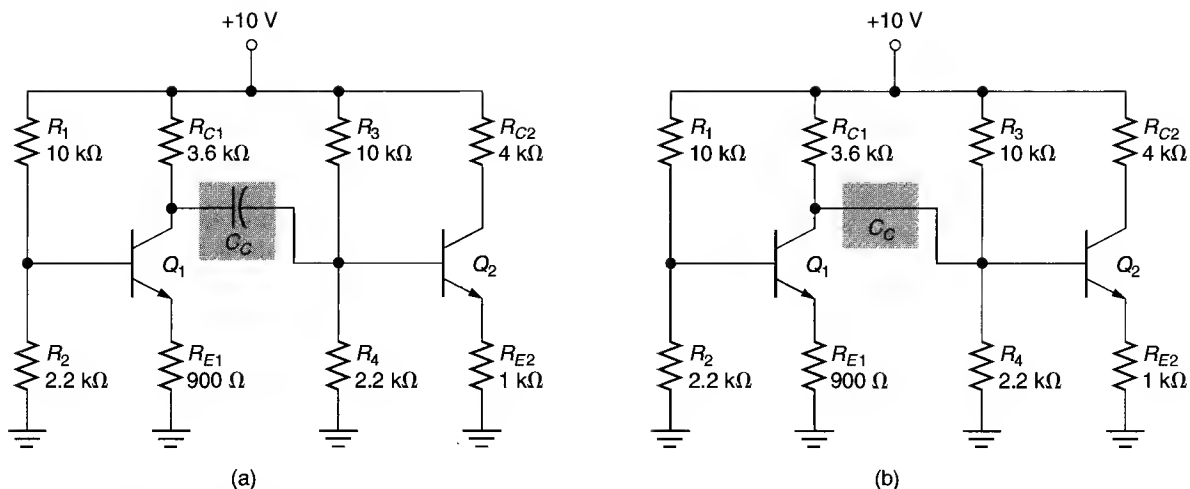 +10 V
R1
10 kΩ
RC1
3.6 kΩ
R3
10 kΩ
RC2
4 kΩ
CC
Q1
Q2
R2
2.2 kΩ
RE1
900 Ω
R4
2.2 kΩ
RE2
1 kΩ
(a)
+10 V
R1
10 kΩ
RC1
3.6 kΩ
R3
10 kΩ
RC2
4 kΩ
CC
Q1
Q2
R2
2.2 kΩ
RE1
900 Ω
R4
2.2 kΩ
RE2
1 kΩ
(b)